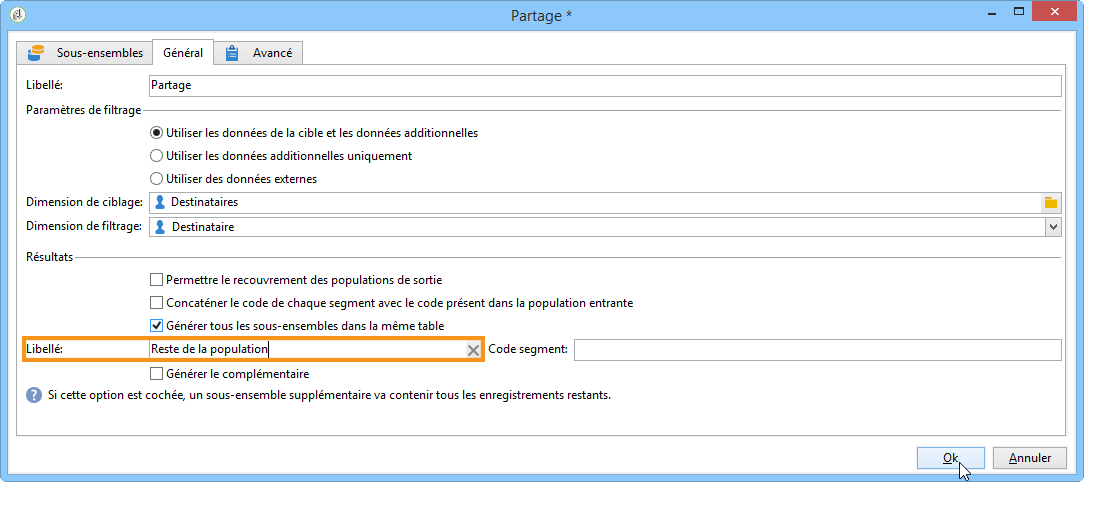 Partage *
Sous-ensembles Général Avancé
Libellé: Partage
Paramètres de filtrage
Utiliser les données de la cible et les données additionnelles
Utiliser les données additionnelles uniquement
Utiliser des données externes
Dimension de ciblage: Destinataires
Dimension de filtrage: Destinataire
Résultats
Permettre le recouvrement des populations de sortie
Concaténer le code de chaque segment avec le code présent dans la population entrante
Générer tous les sous-ensembles dans la même table
Libellé: Reste de la population Code segment:
Générer le complémentaire
Si cette option est cochée, un sous-ensemble supplémentaire va contenir tous les enregistrements restants.
Ok Annuler